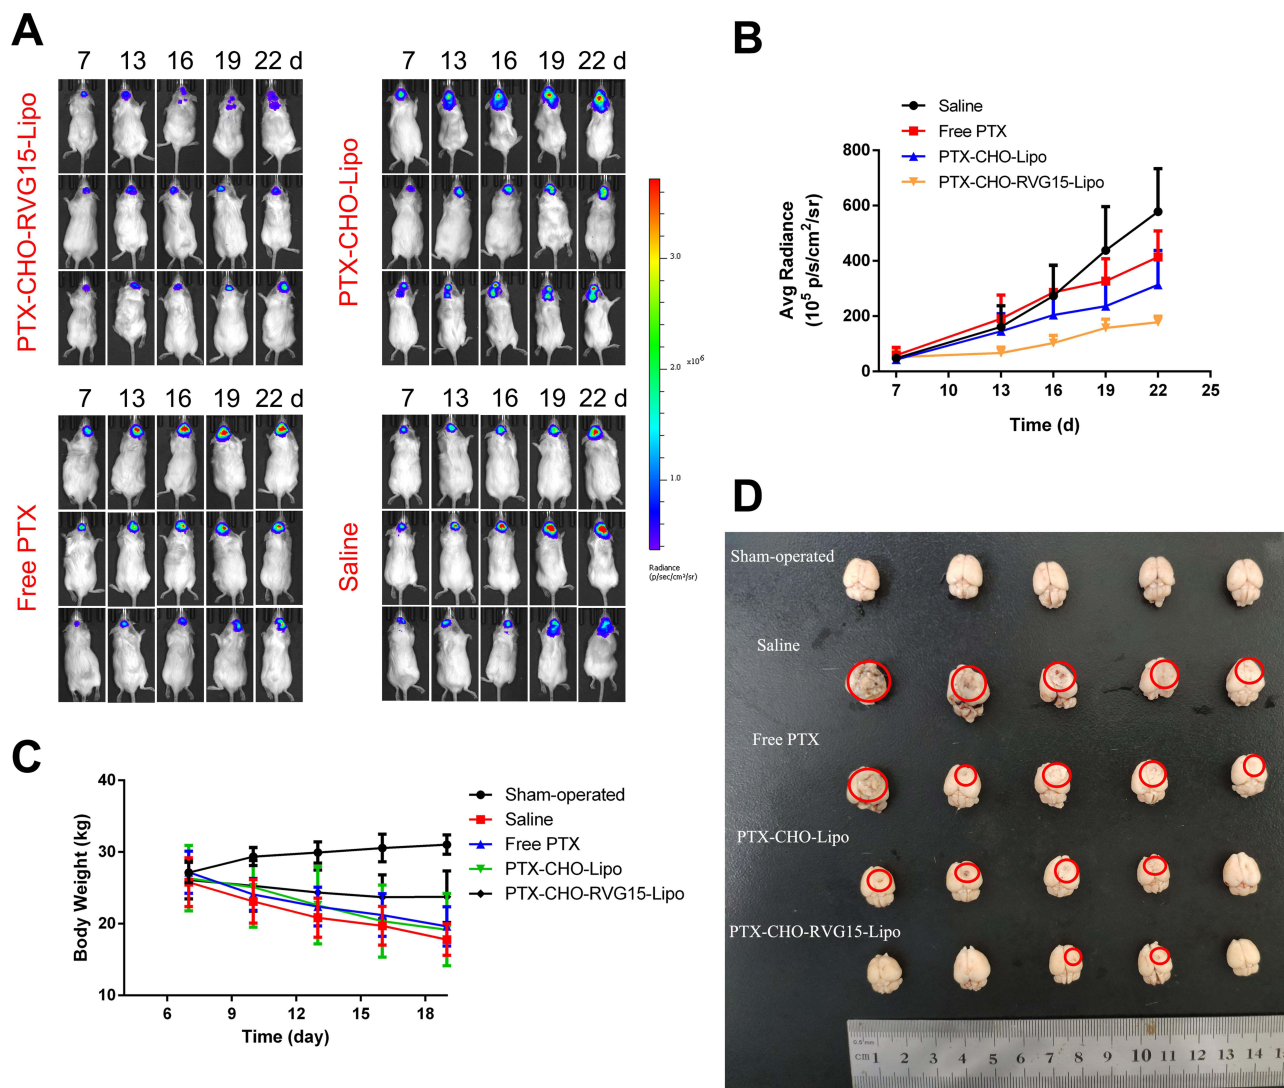 A
7 13 16 19 22 d
7 13 16 19 22 d
PTX-CHO-RVG15-Lipo
PTX-CHO-Lipo
3.0
2.0
x10⁶
1.0
Radiance
(p/sec/cm²/sr)
7 13 16 19 22 d
7 13 16 19 22 d
Free PTX
Saline
B
Saline
Free PTX
PTX-CHO-Lipo
PTX-CHO-RVG15-Lipo
Avg Radiance
(10⁵ p/s/cm²/sr)
800
600
400
200
0
7 10 13 16 19 22 25
Time (d)
C
Body Weight (kg)
40
30
20
10
6 9 12 15 18
Time (day)
Sham-operated
Saline
Free PTX
PTX-CHO-Lipo
PTX-CHO-RVG15-Lipo
D
Sham-operated
Saline
Free PTX
PTX-CHO-Lipo
PTX-CHO-RVG15-Lipo
cm 1 2 3 4 5 6 7 8 9 10 11 12 13 14